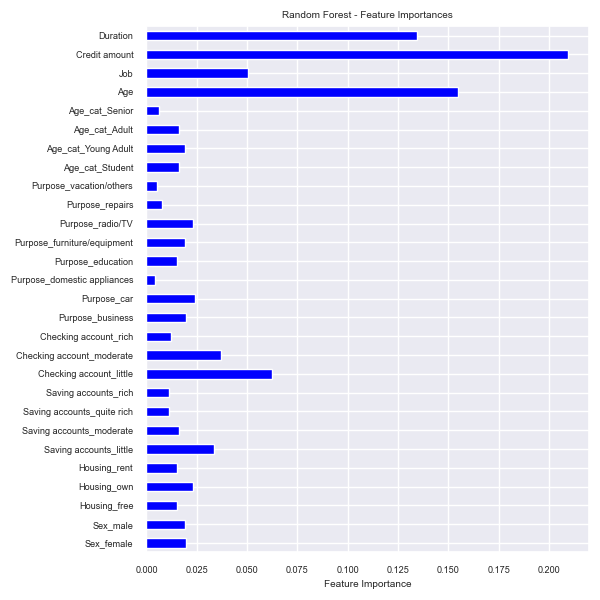 Random Forest - Feature Importances
Duration
Credit amount
Job
Age
Age_cat_Senior
Age_cat_Adult
Age_cat_Young Adult
Age_cat_Student
Purpose_vacation/others
Purpose_repairs
Purpose_radio/TV
Purpose_furniture/equipment
Purpose_education
Purpose_domestic appliances
Purpose_car
Purpose_business
Checking account_rich
Checking account_moderate
Checking account_little
Saving accounts_rich
Saving accounts_quite rich
Saving accounts_moderate
Saving accounts_little
Housing_rent
Housing_own
Housing_free
Sex_male
Sex_female
0.000 0.025 0.050 0.075 0.100 0.125 0.150 0.175 0.200
Feature Importance